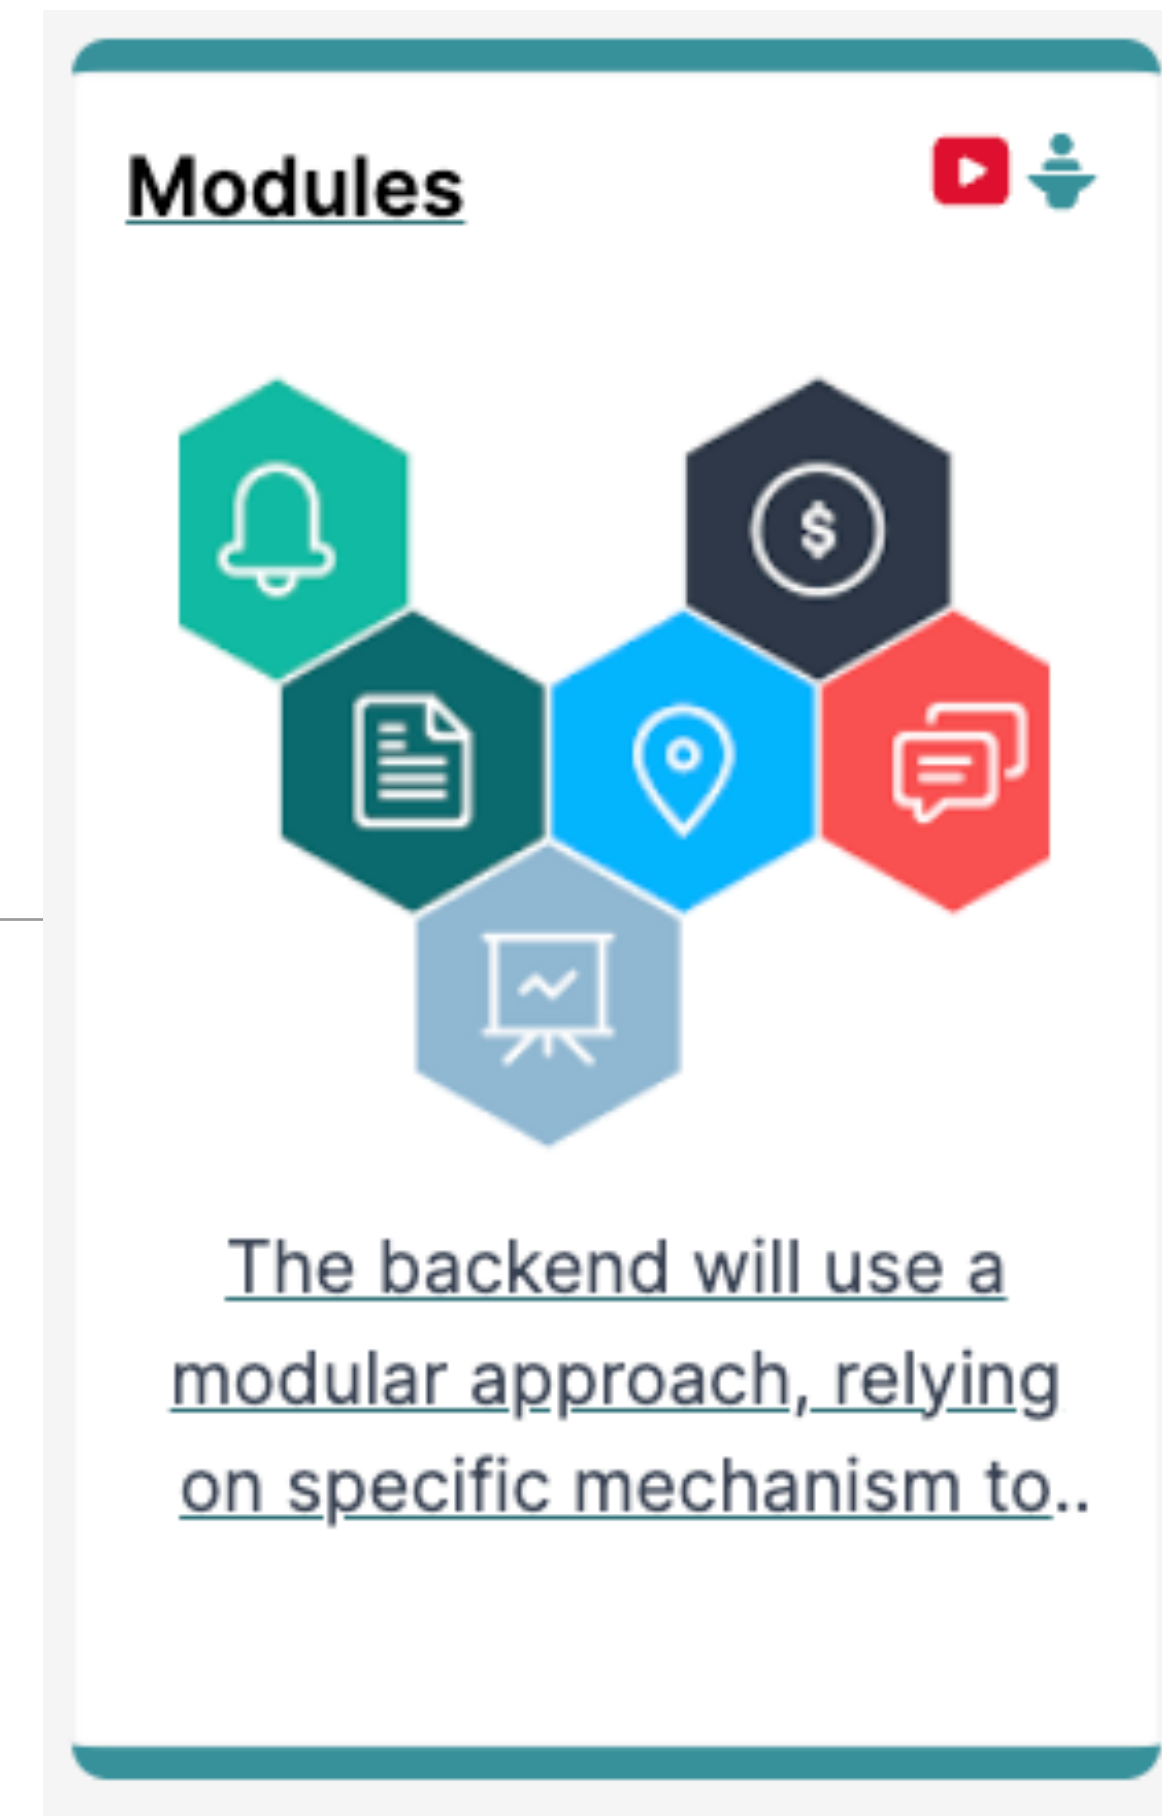 Modules
$
The backend will use a
modular approach, relying
on specific mechanism to..